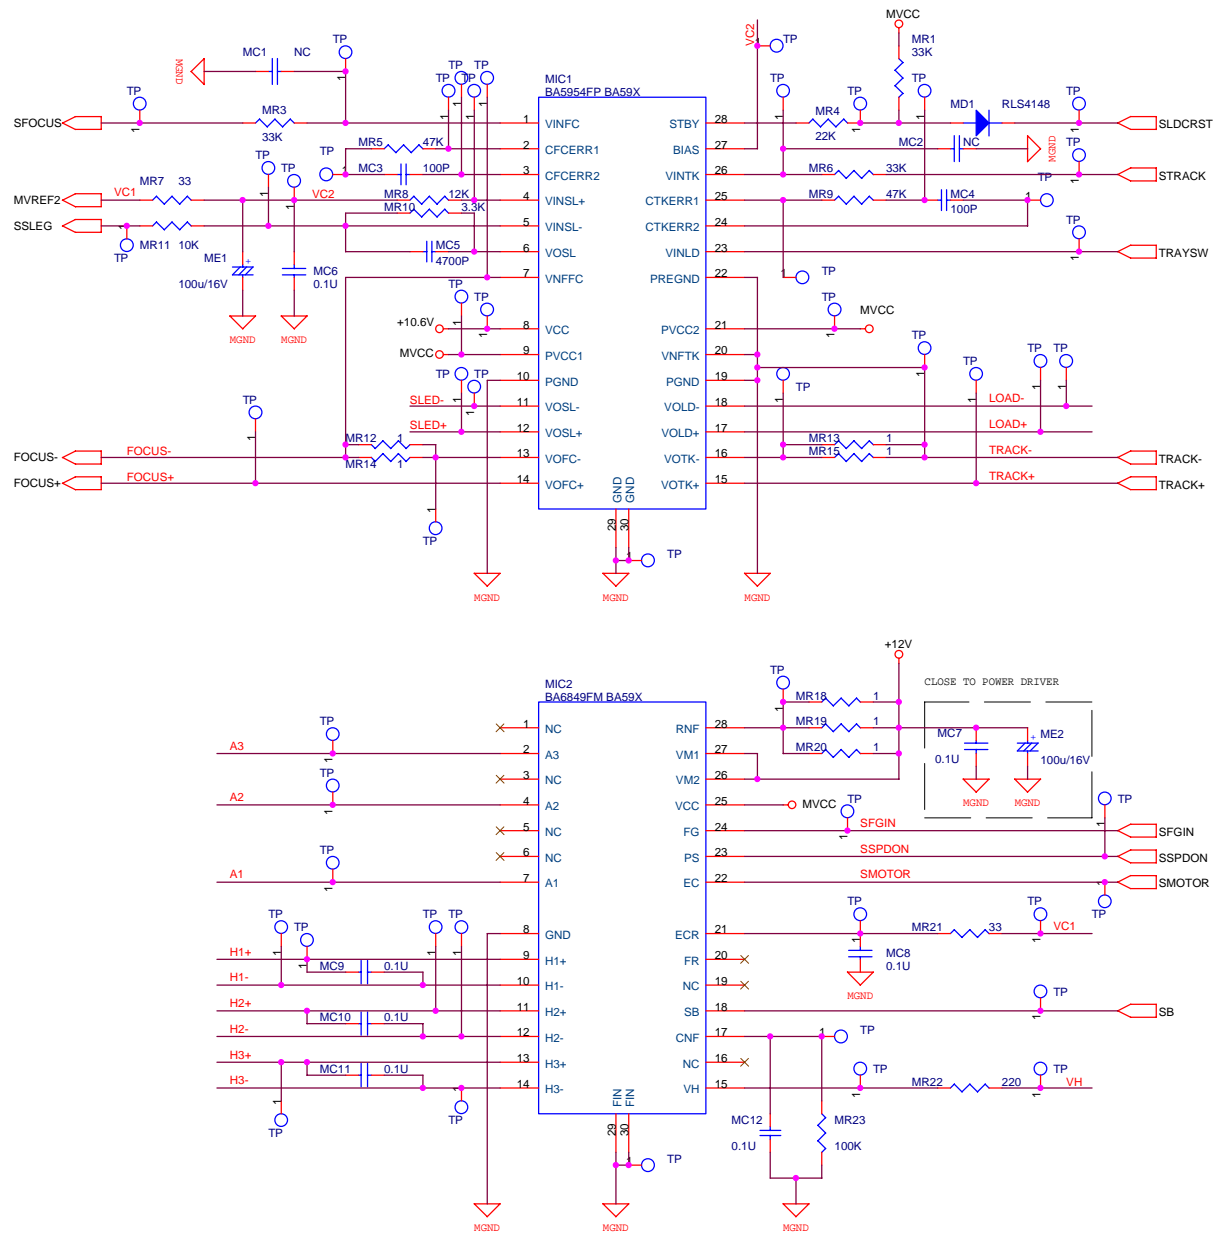 MVCC
VC2
TP
MR1
33K
MC1 NC
TP
TP
MGND
MIC1
BA5954FP BA59X
TP
TP
TP
TP
TP
TP
TP
TP
TP
SFOCUS
MR3
33K
1 VINFC
STBY 28
MR4
22K
MD1 RLS4148
SLDCRST
MR5 47K
2 CFCERR1
BIAS 27
MC2 NC
MGND
TP
TP
MC3 100P
3 CFCERR2
VINTK 26
MR6 33K
STRACK
MVREF2
VC1
MR7 33
TP
TP
VC2
MR8 12K
4 VINSL+
CTKERR1 25
MR9 47K
MC4
100P
TP
SSLEG
MR11 10K
TP
MR10 3.3K
5 VINSL-
CTKERR2 24
TP
MC5
4700P
6 VOSL
VINLD 23
TRAYSW
ME1
100u/16V
MC6
0.1U
7 VNFFC
PREGND 22
TP
MGND
MGND
TP
TP
TP
+10.6V
8 VCC
PVCC2 21
MVCC
MVCC
9 PVCC1
VNFTK 20
TP
TP
TP
TP
TP
TP
10 PGND
PGND 19
TP
SLED-
11 VOSL-
VOLD- 18
LOAD-
TP
SLED+
12 VOSL+
VOLD+ 17
LOAD+
MR12 1
MR13 1
FOCUS-
FOCUS-
MR14 1
13 VOFC-
VOTK- 16
MR15 1
TRACK-
TRACK-
FOCUS+
FOCUS+
14 VOFC+
VOTK+ 15
TRACK+
TRACK+
GND
GND
29
30
TP
TP
MGND
MGND
MGND
+12V
MIC2
BA6849FM BA59X
TP
CLOSE TO POWER DRIVER
MR18 1
TP
1 NC
RNF 28
MR19 1
MC7
0.1U
ME2
100u/16V
A3
2 A3
VM1 27
MR20 1
TP
3 NC
VM2 26
MGND
MGND
A2
4 A2
VCC 25
MVCC
TP
TP
5 NC
FG 24
SFGIN
SFGIN
TP
6 NC
PS 23
SSPDON
SSPDON
A1
7 A1
EC 22
SMOTOR
SMOTOR
TP
TP
TP
TP
TP
TP
TP
8 GND
ECR 21
MR21 33
VC1
H1+
MC9 0.1U
9 H1+
FR 20
MC8
0.1U
H1-
10 H1-
NC 19
MGND
TP
H2+
11 H2+
SB 18
SB
MC10 0.1U
H2-
12 H2-
CNF 17
TP
H3+
13 H3+
NC 16
TP
TP
MC11 0.1U
H3-
14 H3-
VH 15
MR22 220
VH
TP
TP
FIN
FIN
29
30
MC12
0.1U
MR23
100K
TP
MGND
MGND
MGND